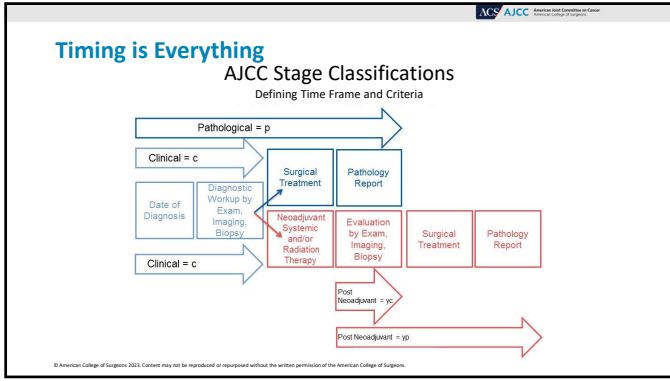 ACS AJCC American Joint Committee on Cancer
American College of Surgeons
Timing is Everything
AJCC Stage Classifications
Defining Time Frame and Criteria
Pathological = p
Clinical = c
Surgical
Treatment
Pathology
Report
Date of
Diagnosis
Diagnostic
Workup by
Exam,
Imaging,
Biopsy
Neoadjuvant
Systemic
and/or
Radiation
Therapy
Evaluation
by Exam,
Imaging,
Biopsy
Surgical
Treatment
Pathology
Report
Clinical = c
Post
Neoadjuvant = yc
Post Neoadjuvant = yp
© American College of Surgeons 2023. Content may not be reproduced or repurposed without the written permission of the American College of Surgeons.